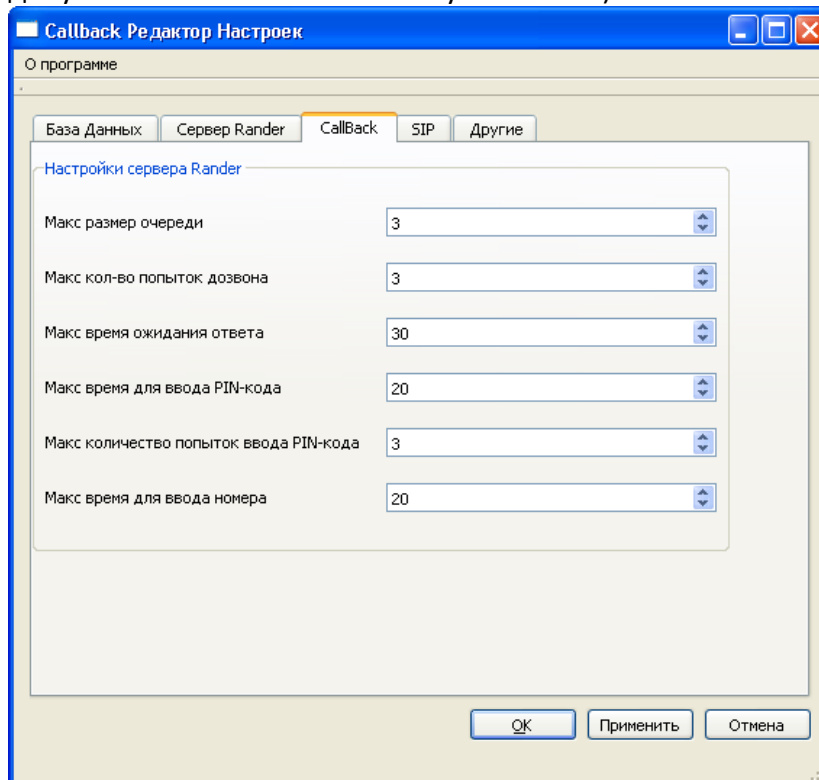 Callback Редактор Настроек
О программе
База Данных Сервер Rander CallBack SIP Другие
Настройки сервера Rander
Макс размер очереди 3
Макс кол-во попыток дозвона 3
Макс время ожидания ответа 30
Макс время для ввода PIN-кода 20
Макс количество попыток ввода PIN-кода 3
Макс время для ввода номера 20
OK Применить Отмена